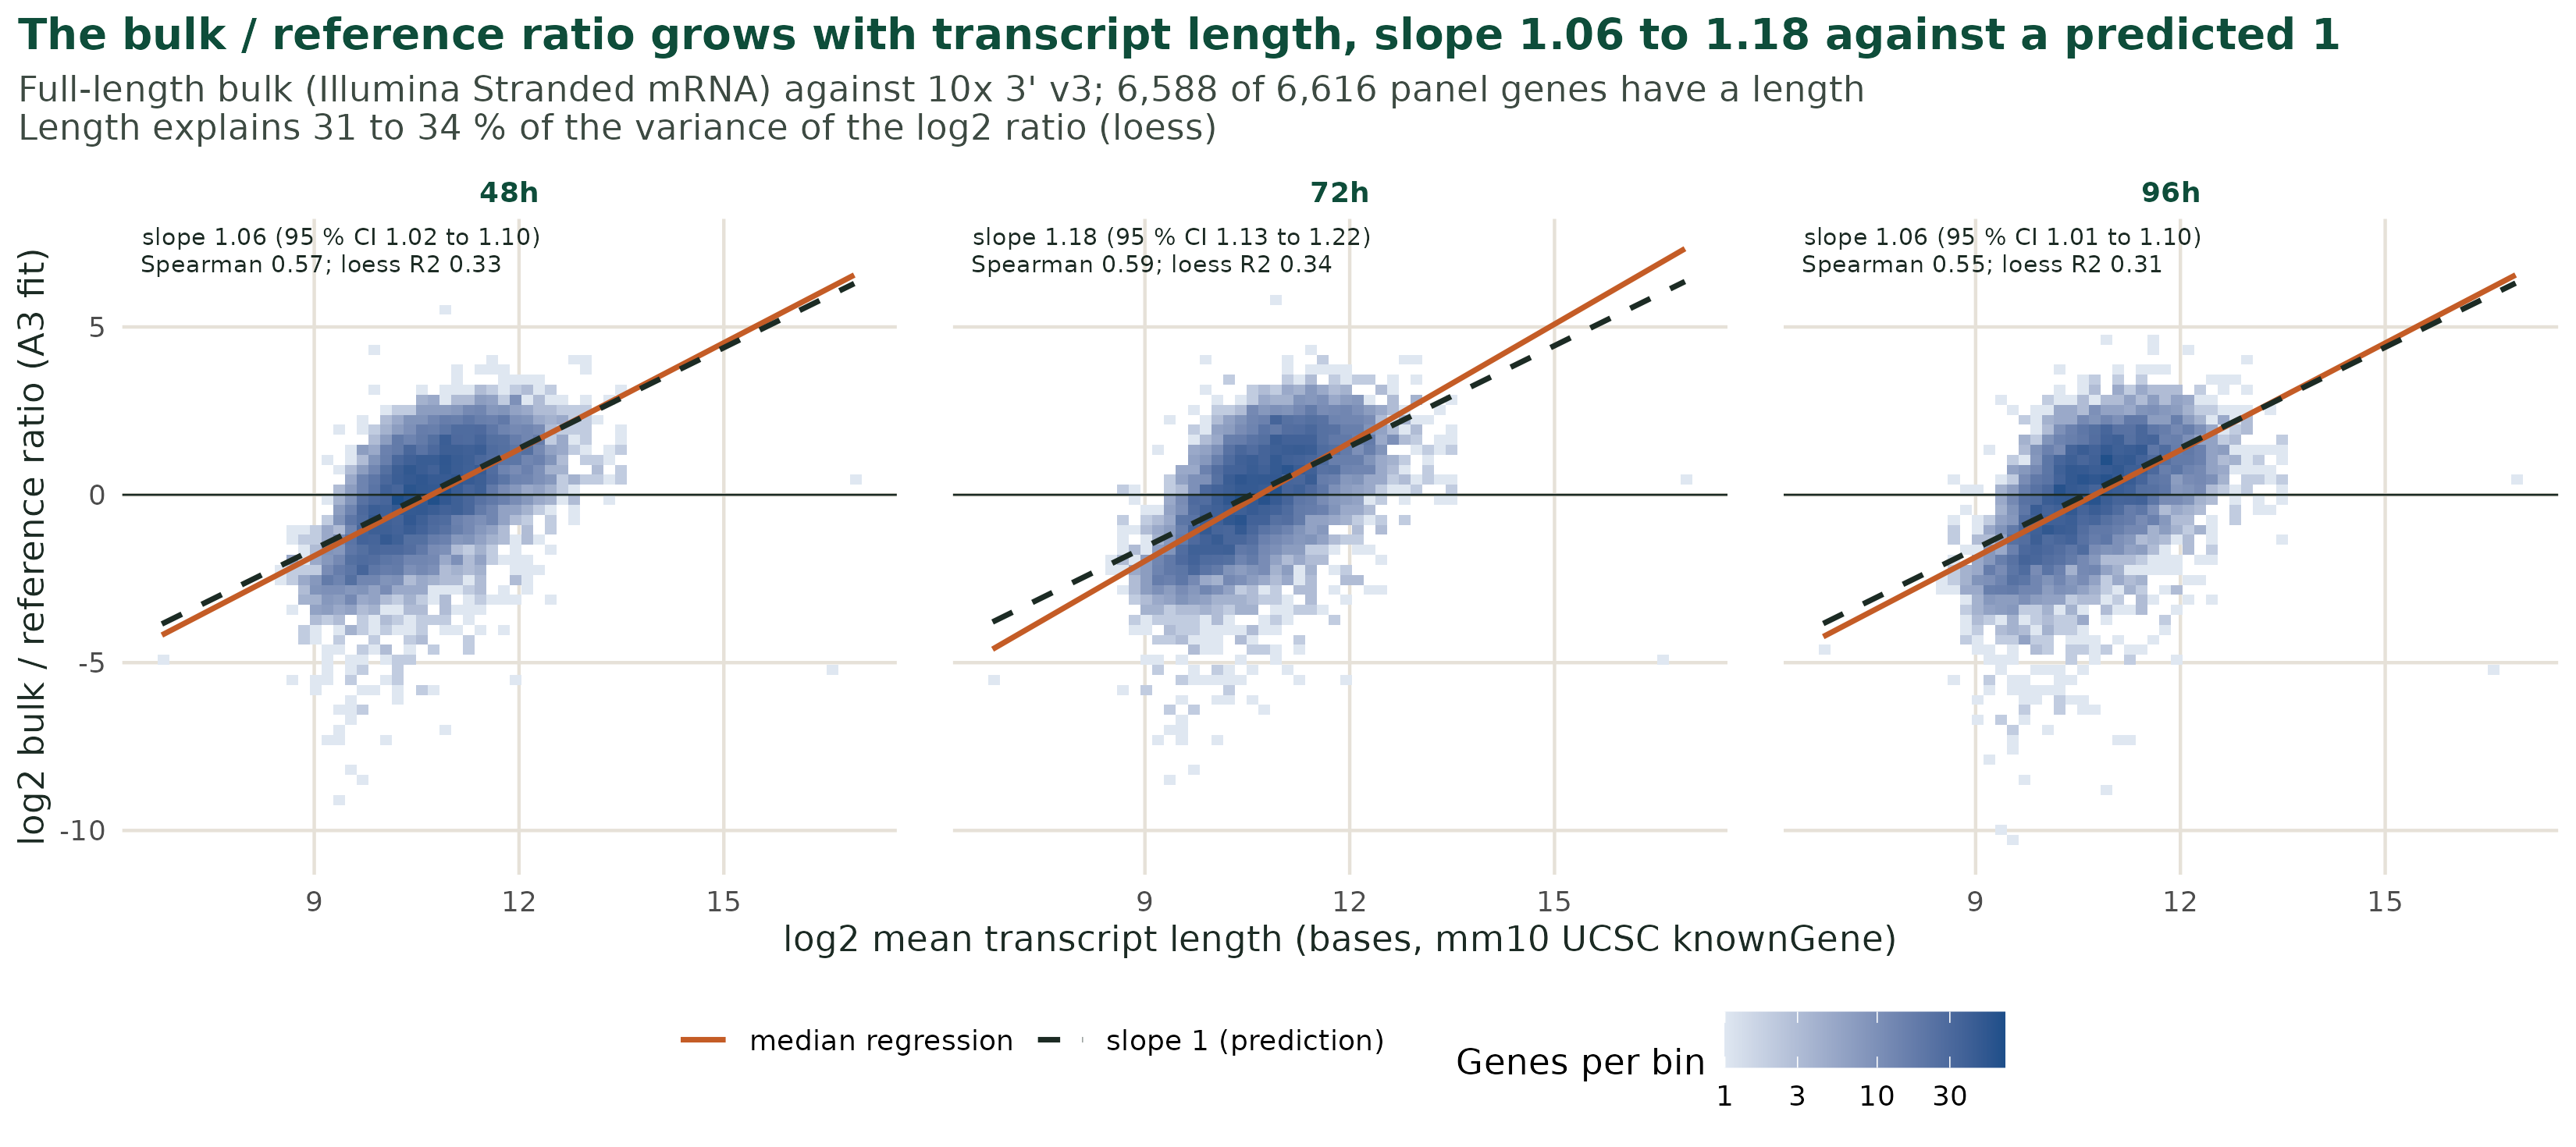 The bulk / reference ratio grows with transcript length, slope 1.06 to 1.18 against a predicted 1
Full-length bulk (Illumina Stranded mRNA) against 10x 3' v3; 6,588 of 6,616 panel genes have a length
Length explains 31 to 34 % of the variance of the log2 ratio (loess)
48h
72h
96h
slope 1.06 (95 % CI 1.02 to 1.10)
Spearman 0.57; loess R2 0.33
slope 1.18 (95 % CI 1.13 to 1.22)
Spearman 0.59; loess R2 0.34
slope 1.06 (95 % CI 1.01 to 1.10)
Spearman 0.55; loess R2 0.31
log2 bulk / reference ratio (A3 fit)
5
0
-5
-10
9 12 15
9 12 15
9 12 15
log2 mean transcript length (bases, mm10 UCSC knownGene)
median regression
slope 1 (prediction)
Genes per bin
1 3 10 30